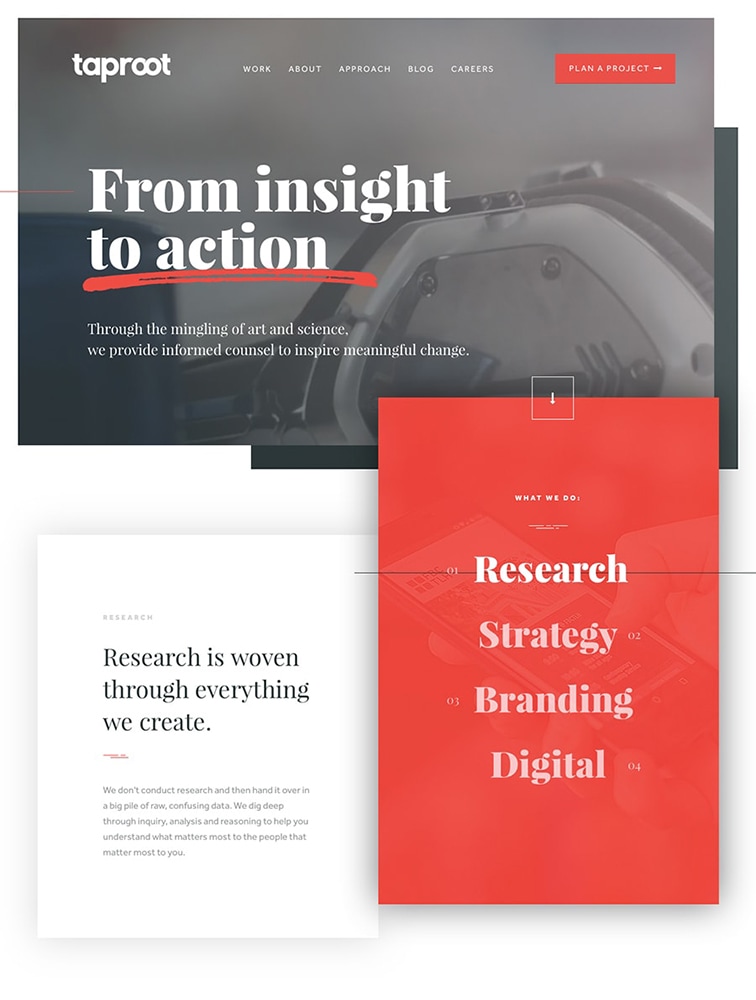 taproot
WORK ABOUT APPROACH BLOG CAREERS
PLAN A PROJECT
From insight
to action
Through the mingling of art and science,
we provide informed counsel to inspire meaningful change.
WHAT WE DO:
01 Research
Strategy 02
03 Branding
Digital 04
RESEARCH
Research is woven
through everything
we create.
We don't conduct research and then hand it over in
a big pile of raw, confusing data. We dig deep
through inquiry, analysis and reasoning to help you
understand what matters most to the people that
matter most to you.